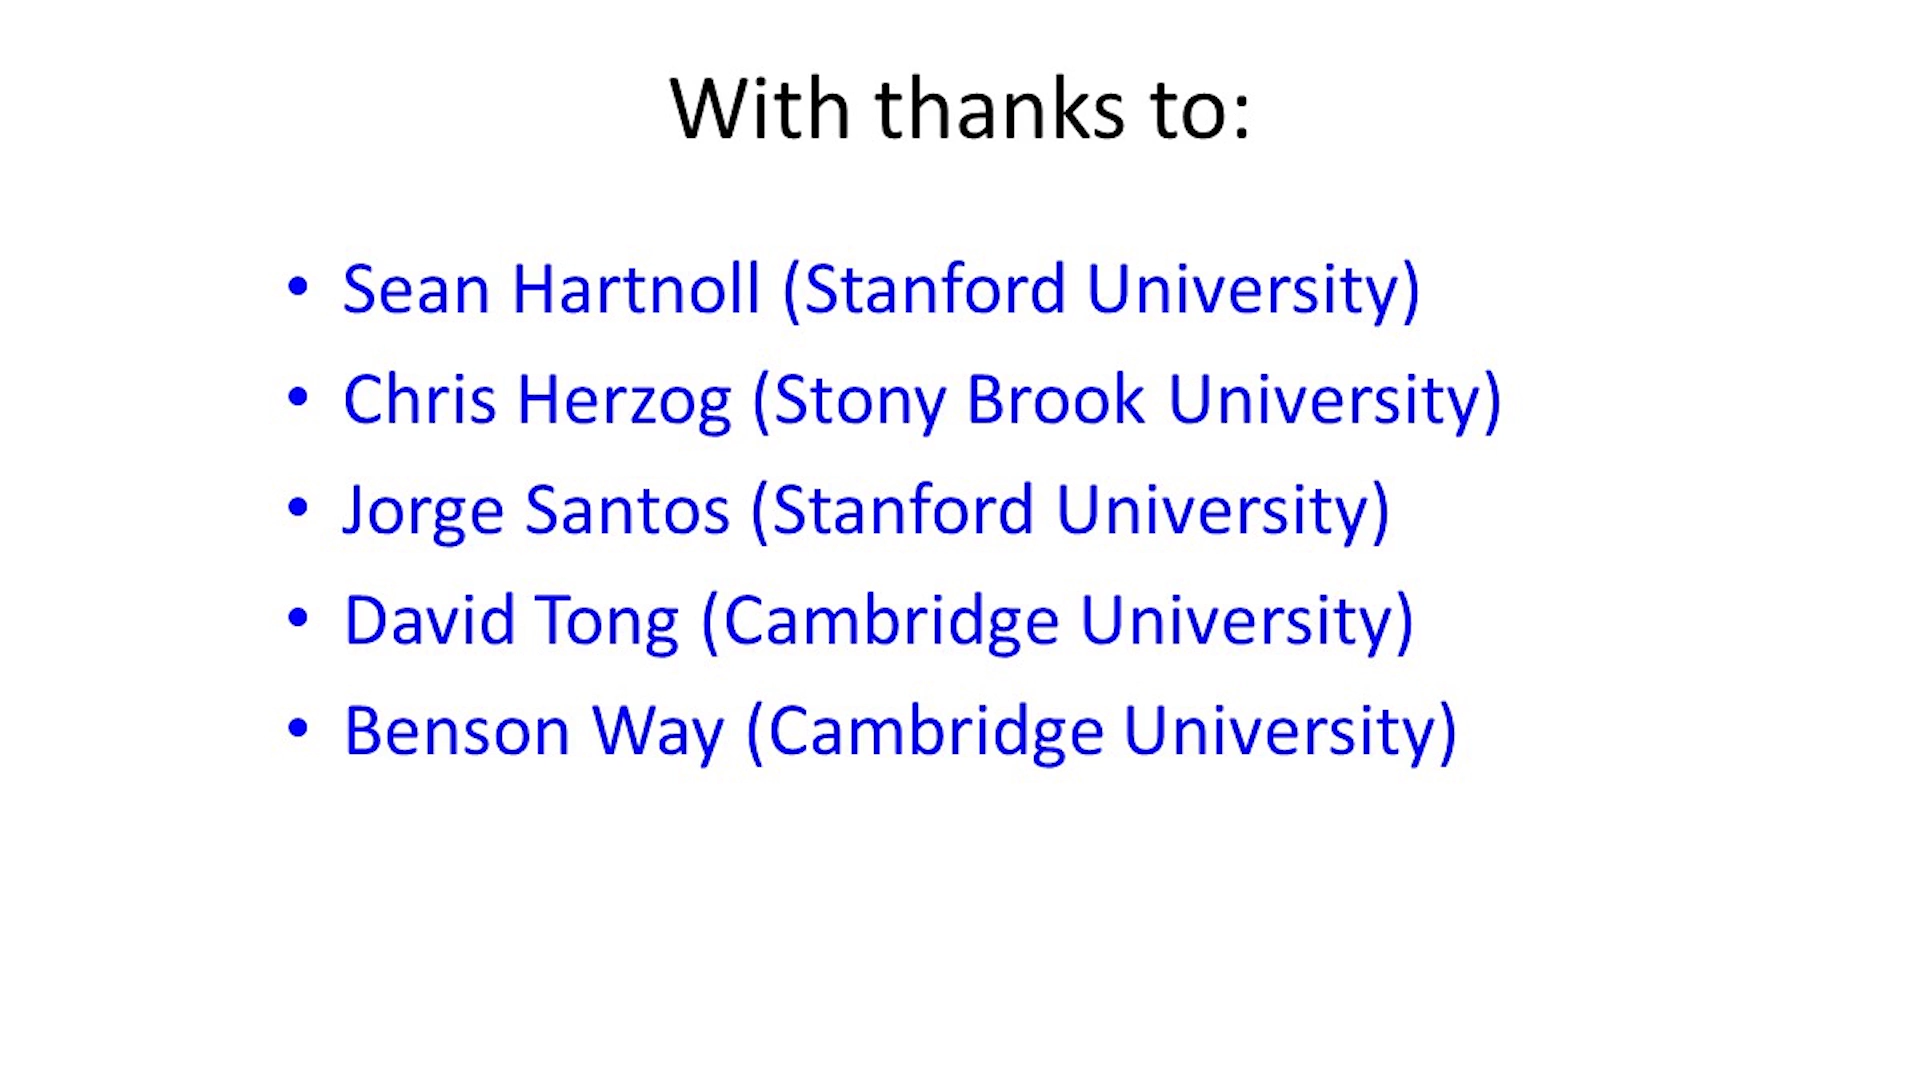 With thanks to:
• Sean Hartnoll (Stanford University)
• Chris Herzog (Stony Brook University)
• Jorge Santos (Stanford University)
• David Tong (Cambridge University)
• Benson Way (Cambridge University)